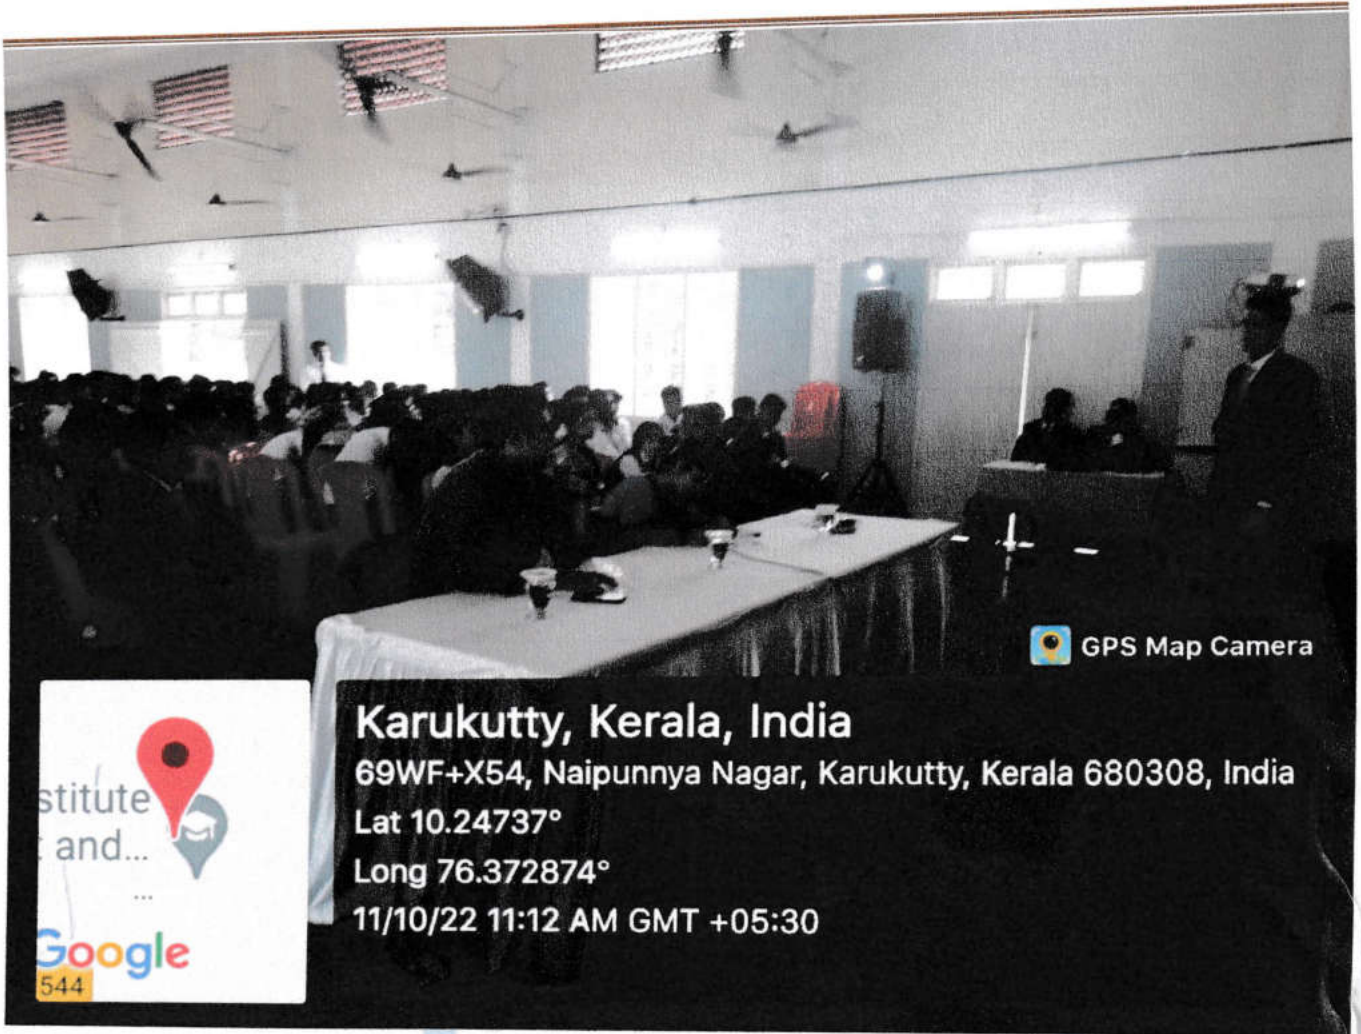 GPS Map Camera
Karukutty, Kerala, India
69WF+X54, Naipunnya Nagar, Karukutty, Kerala 680308, India
Lat 10.24737°
Long 76.372874°
11/10/22 11:12 AM GMT +05:30
stitute
and...
...
Google
544